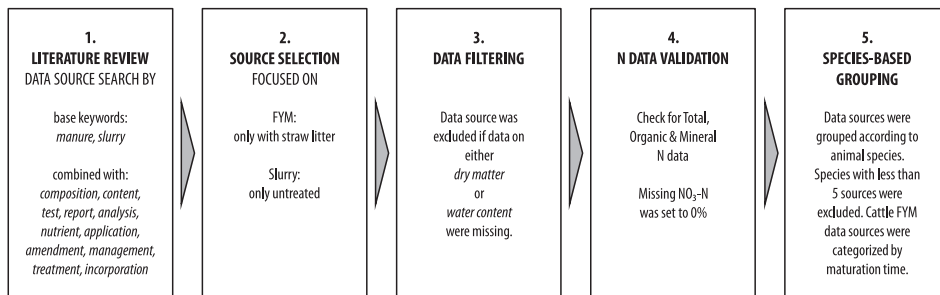 1.
LITERATURE REVIEW
DATA SOURCE SEARCH BY
base keywords:
manure, slurry
combined with:
composition, content,
test, report, analysis,
nutrient, application,
amendment, management,
treatment, incorporation
2.
SOURCE SELECTION
FOCUSED ON
FYM:
only with straw litter
Slurry:
only untreated
3.
DATA FILTERING
Data source was
excluded if data on
either
dry matter
or
water content
were missing.
4.
N DATA VALIDATION
Check for Total,
Organic & Mineral
N data
Missing NO₃-N
was set to 0%
5.
SPECIES-BASED
GROUPING
Data sources were
grouped according to
animal species.
Species with less than
5 sources were
excluded. Cattle FYM
data sources were
categorized by
maturation time.